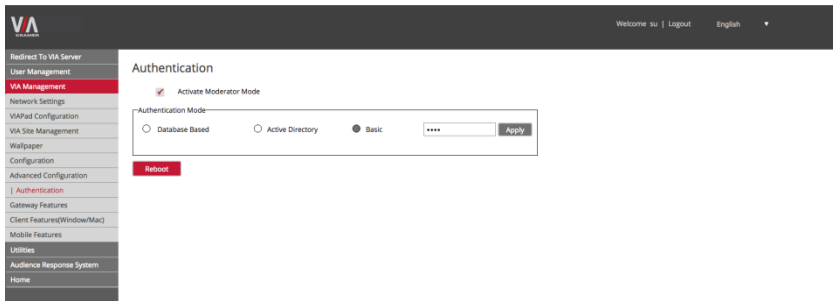 VIA
KRAMER
Welcome su | Logout
English ▼
Redirect To VIA Server
User Management
VIA Management
Network Settings
VIAPad Configuration
VIA Site Management
Wallpaper
Configuration
Advanced Configuration
| Authentication
Gateway Features
Client Features(Window/Mac)
Mobile Features
Utilities
Audience Response System
Home
Authentication
Activate Moderator Mode
Authentication Mode
Database Based
Active Directory
Basic
••••
Apply
Reboot